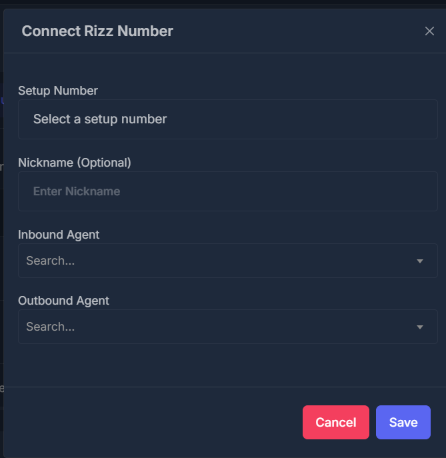 Connect Rizz Number
Setup Number
Select a setup number
Nickname (Optional)
Enter Nickname
Inbound Agent
Search...
Outbound Agent
Search...
Cancel Save